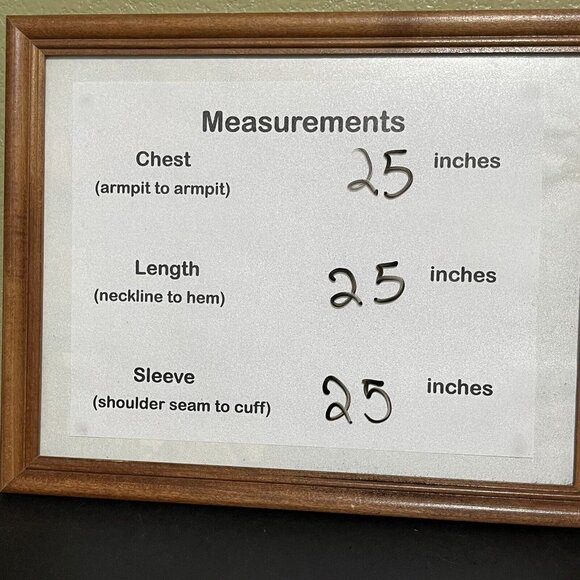 Measurements
Chest 25 inches
(armpit to armpit)
Length 25 inches
(neckline to hem)
Sleeve 25 inches
(shoulder seam to cuff)